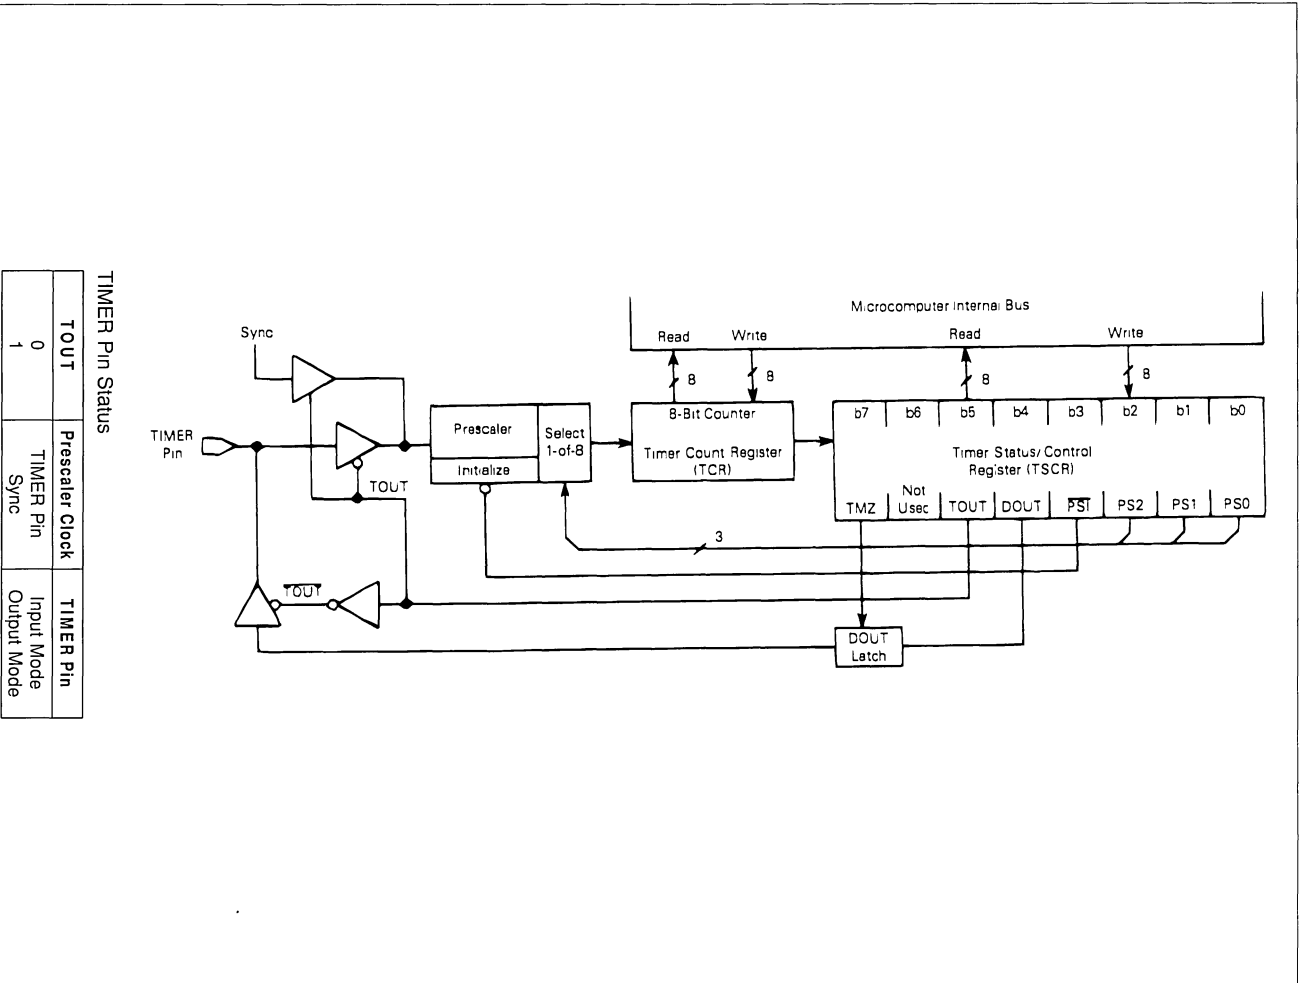 Microcomputer Internal Bus
Read
Write
Read
Write
8
8
8
8
Sync
TIMER
Pin
TOUT
Prescaler
Initialize
Select
1-of-8
8-Bit Counter
Timer Count Register
(TCR)
b7 b6 b5 b4 b3 b2 b1 b0
Timer Status/Control
Register (TSCR)
TMZ
Not
Used
TOUT
DOUT
PSI
PS2
PS1
PS0
3
TOUT
DOUT
Latch
TIMER Pin Status
TOUT Prescaler Clock TIMER Pin
0 TIMER Pin Input Mode
1 Sync Output Mode